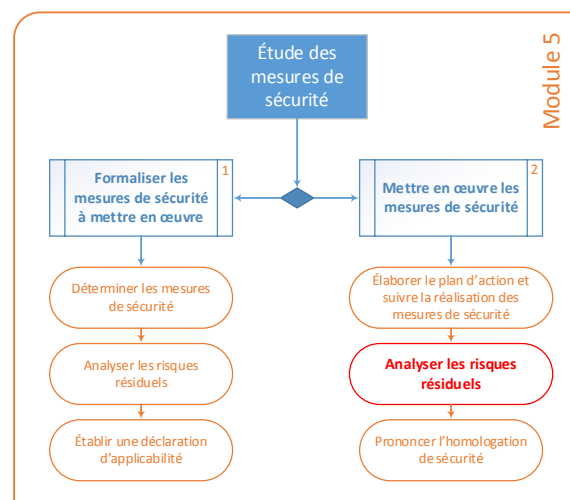 Module 5
Étude des
mesures de
sécurité
1
Formaliser les
mesures de sécurité
à mettre en œuvre
2
Mettre en œuvre les
mesures de sécurité
Déterminer les mesures
de sécurité
Analyser les risques
résiduels
Établir une déclaration
d’applicabilité
Élaborer le plan d’action et
suivre la réalisation des
mesures de sécurité
Analyser les risques
résiduels
Prononcer l’homologation
de sécurité